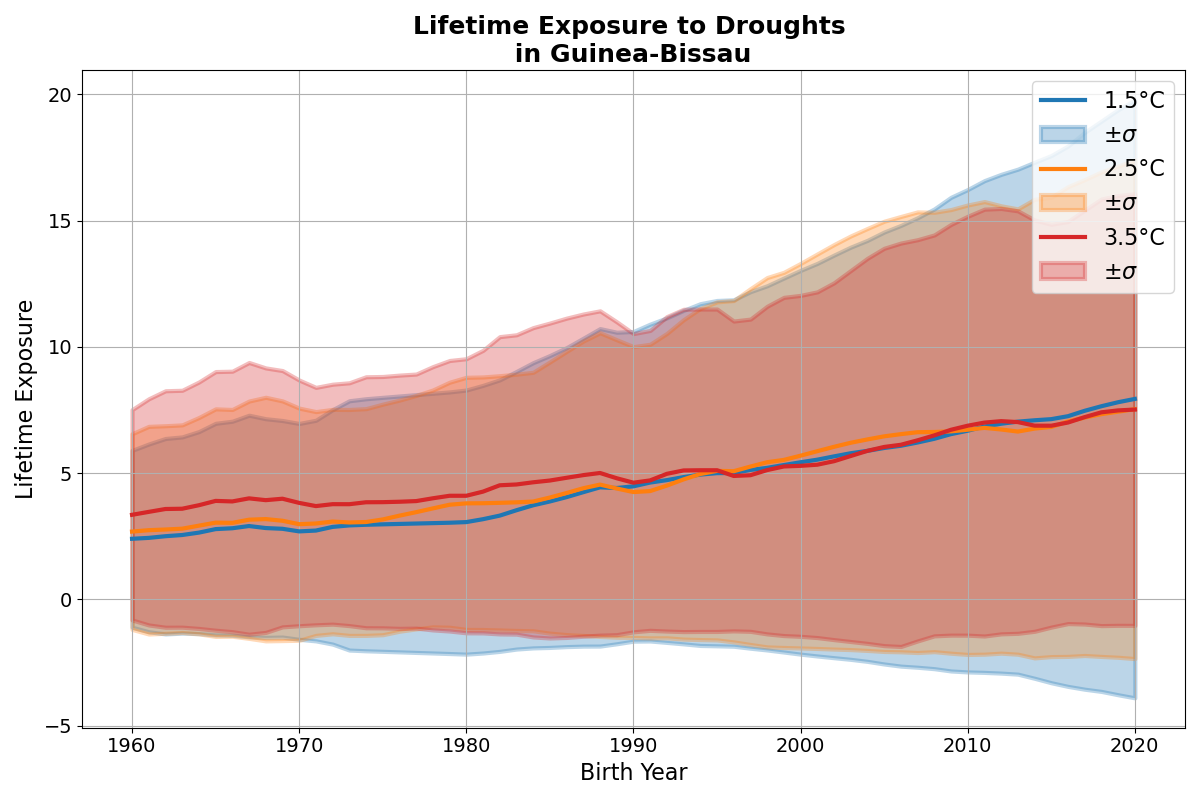 Lifetime Exposure to Droughts
in Guinea-Bissau
Lifetime Exposure
20
15
10
5
0
−5
1960
1970
1980
1990
2000
2010
2020
Birth Year
1.5°C
±σ
2.5°C
±σ
3.5°C
±σ